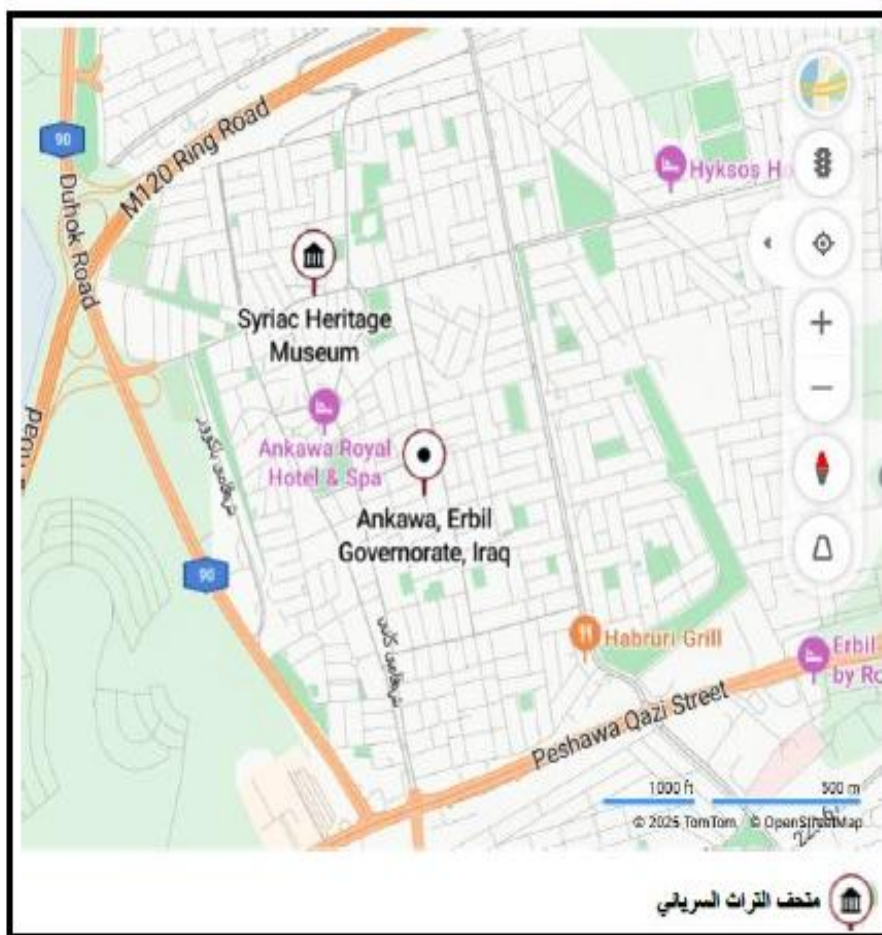 90
M120 Ring Road
Duhok Road
Hyksos Ho
Syriac Heritage
Museum
Ankawa Royal
Hotel & Spa
Ankawa, Erbil
Governorate, Iraq
90
Habruri Grill
Erbil
by Ro
Peshawa Qazi Street
1000 ft
500 m
© 2025 TomTom © OpenStreetMap
متحف التراث السرياني